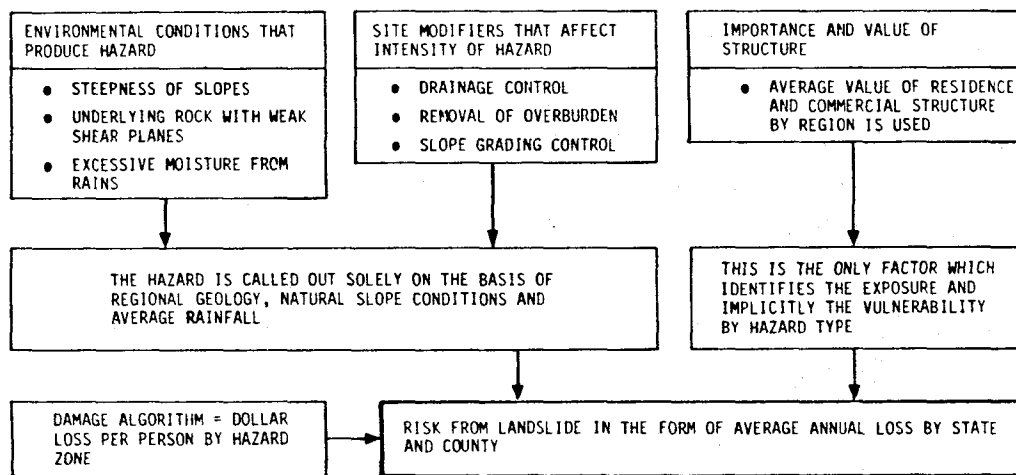 ENVIRONMENTAL CONDITIONS THAT
PRODUCE HAZARD
● STEEPNESS OF SLOPES
● UNDERLYING ROCK WITH WEAK
SHEAR PLANES
● EXCESSIVE MOISTURE FROM
RAINS
SITE MODIFIERS THAT AFFECT
INTENSITY OF HAZARD
● DRAINAGE CONTROL
● REMOVAL OF OVERBURDEN
● SLOPE GRADING CONTROL
IMPORTANCE AND VALUE OF
STRUCTURE
● AVERAGE VALUE OF RESIDENCE
AND COMMERCIAL STRUCTURE
BY REGION IS USED
THE HAZARD IS CALLED OUT SOLELY ON THE BASIS OF
REGIONAL GEOLOGY, NATURAL SLOPE CONDITIONS AND
AVERAGE RAINFALL
THIS IS THE ONLY FACTOR WHICH
IDENTIFIES THE EXPOSURE AND
IMPLICITLY THE VULNERABILITY
BY HAZARD TYPE
DAMAGE ALGORITHM = DOLLAR
LOSS PER PERSON BY HAZARD
ZONE
RISK FROM LANDSLIDE IN THE FORM OF AVERAGE ANNUAL LOSS BY STATE
AND COUNTY